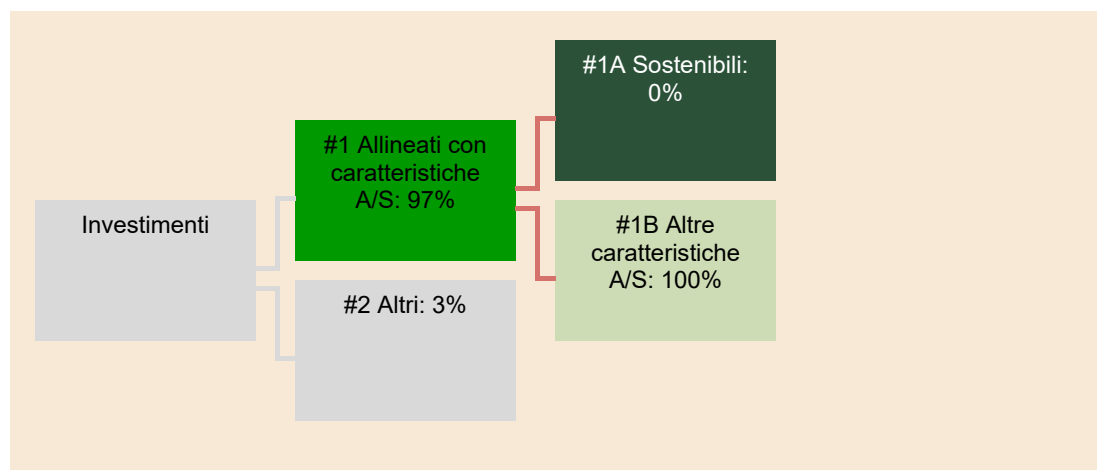 Investimenti
#1 Allineati con
caratteristiche
A/S: 97%
#2 Altri: 3%
#1A Sostenibili:
0%
#1B Altre
caratteristiche
A/S: 100%